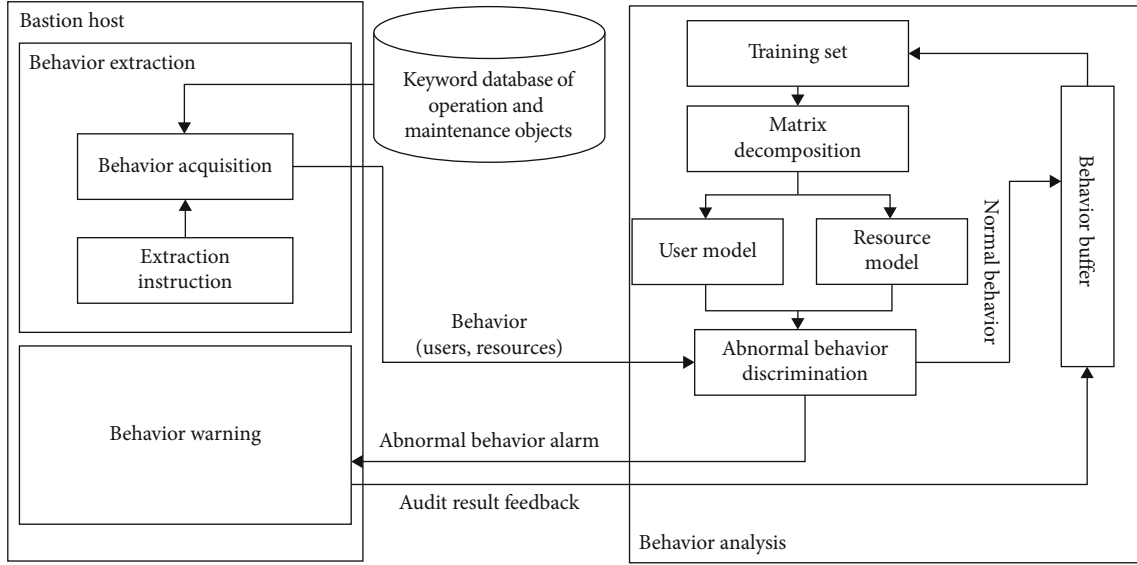 Bastion host
Behavior extraction
Keyword database of
operation and
maintenance objects
Behavior acquisition
Extraction
instruction
Behavior warning
Behavior
(users, resources)
Abnormal behavior alarm
Audit result feedback
Training set
Matrix
decomposition
User model
Resource
model
Abnormal behavior
discrimination
Normal behavior
Behavior buffer
Behavior analysis